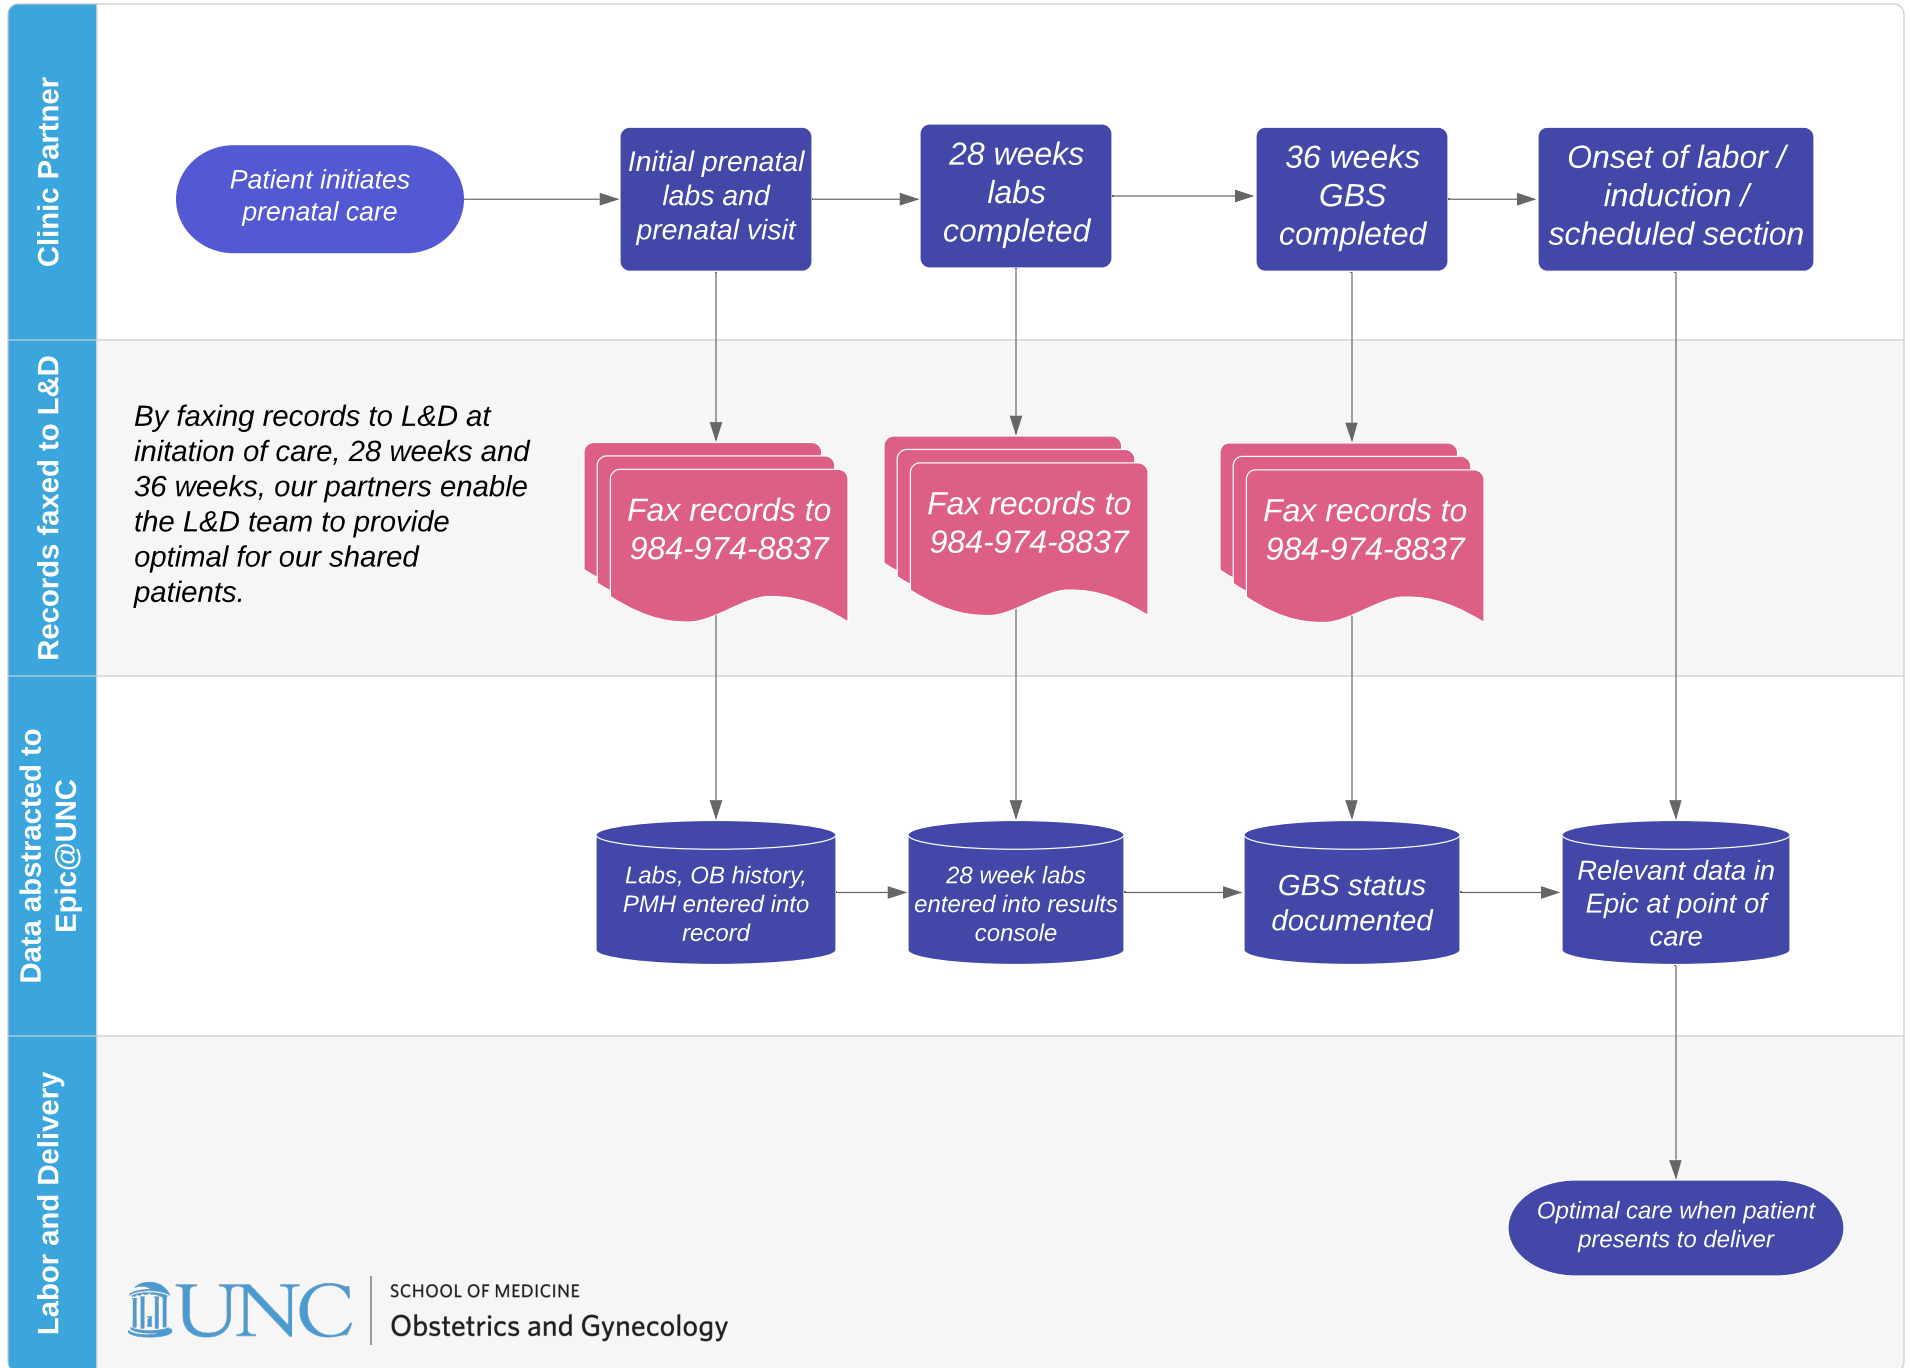 Clinic Partner
Patient initiates
prenatal care
Initial prenatal
labs and
prenatal visit
28 weeks
labs
completed
36 weeks
GBS
completed
Onset of labor /
induction /
scheduled section
Records faxed to L&D
By faxing records to L&D at
initation of care, 28 weeks and
36 weeks, our partners enable
the L&D team to provide
optimal for our shared
patients.
Fax records to
984-974-8837
Fax records to
984-974-8837
Fax records to
984-974-8837
Data abstracted to
Epic@UNC
Labs, OB history,
PMH entered into
record
28 week labs
entered into results
console
GBS status
documented
Relevant data in
Epic at point of
care
Labor and Delivery
Optimal care when patient
presents to deliver
UNC
SCHOOL OF MEDICINE
Obstetrics and Gynecology